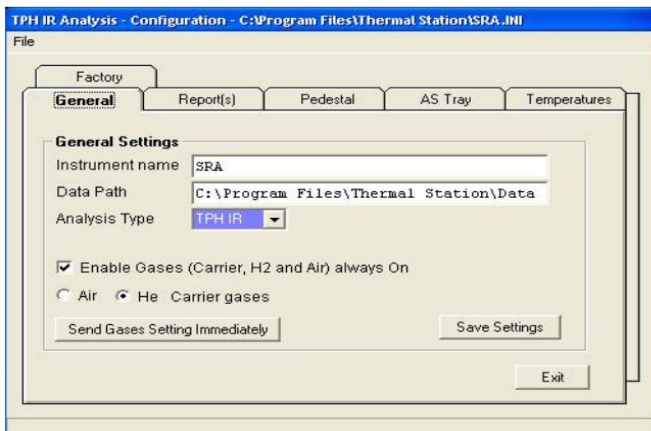 TPH IR Analysis - Configuration - C:\Program Files\Thermal Station\SRA.INI
File
Factory
General Report(s) Pedestal AS Tray Temperatures
General Settings
Instrument name SRA
Data Path C:\Program Files\Thermal Station\Data
Analysis Type TPH IR
Enable Gases (Carrier, H2 and Air) always On
Air He Carrier gases
Send Gases Setting Immediately Save Settings
Exit